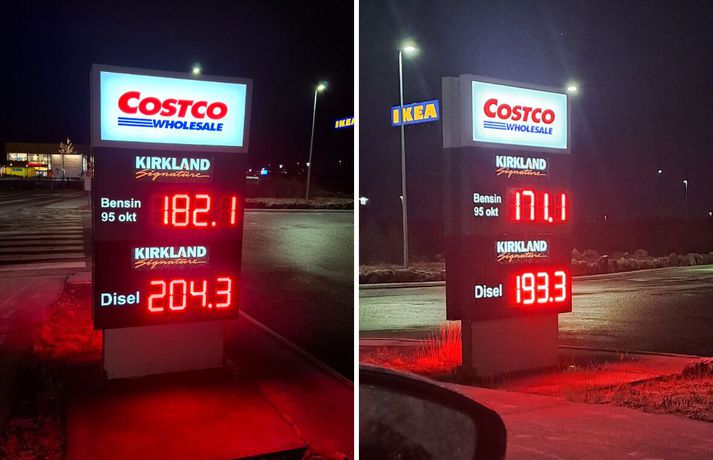 COSTCO
WHOLESALE
KIRKLAND
Signature
Bensin
95 okt
182.1
KIRKLAND
Signature
Disel
204.3
IKEA
IKEA
COSTCO
WHOLESALE
KIRKLAND
Signature
Bensin
95 okt
171.1
KIRKLAND
Signature
Disel
193.3